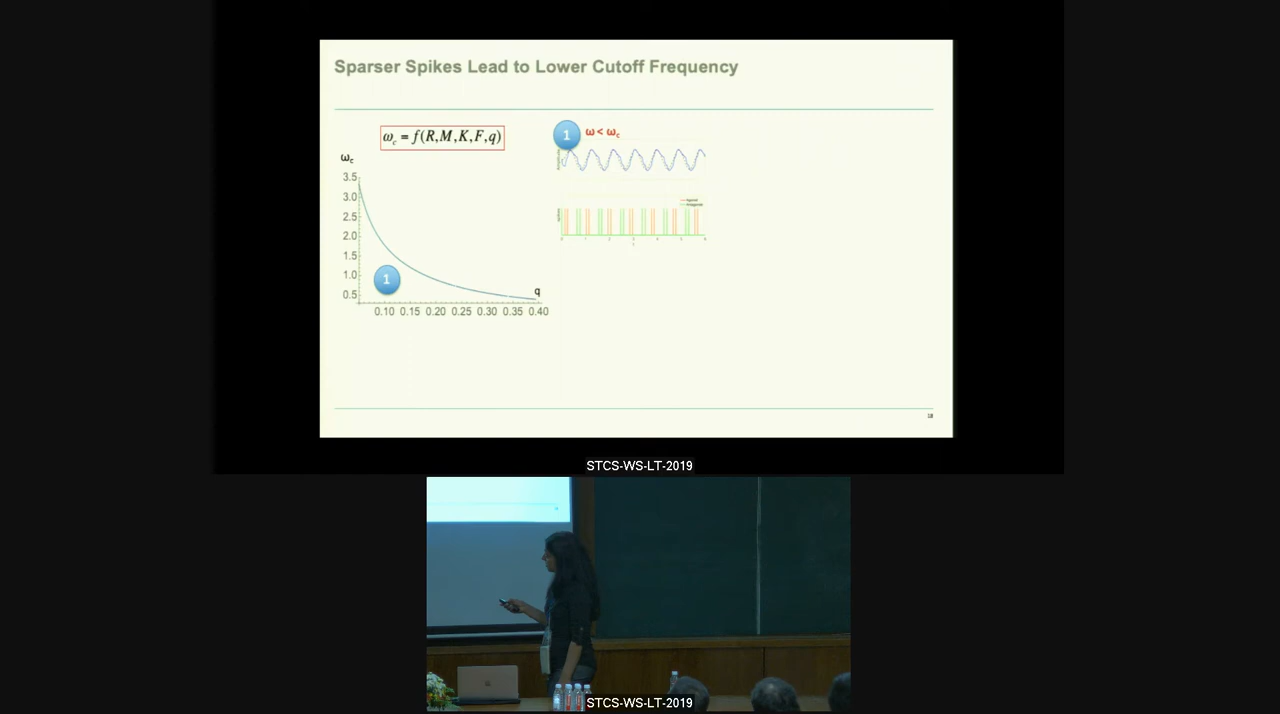 Sparser Spikes Lead to Lower Cutoff Frequency
ω_c = f(R,M,K,F,q)
1 ω < ω_c
ω_c
3.5
3.0
2.5
2.0
1.5
1.0
0.5
1
q
0.10 0.15 0.20 0.25 0.30 0.35 0.40
18
STCS-WS-LT-2019
STCS-WS-LT-2019